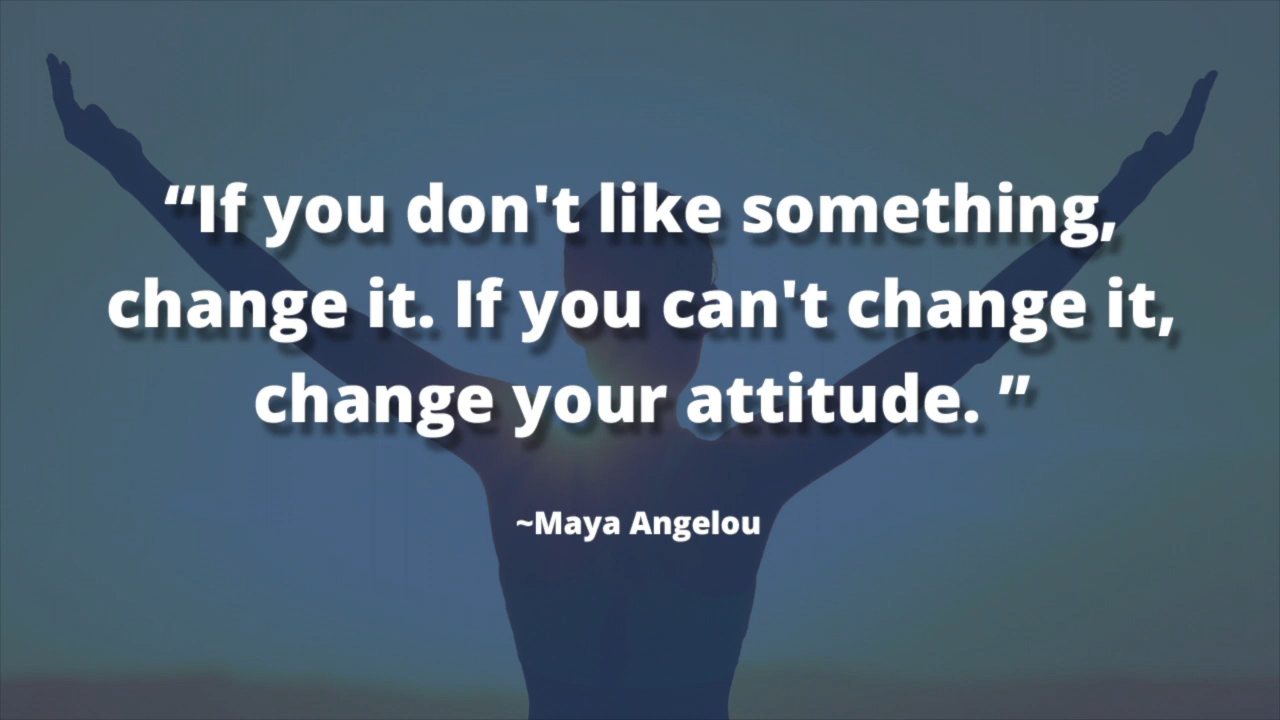 “If you don't like something,
change it. If you can't change it,
change your attitude. ”
~Maya Angelou